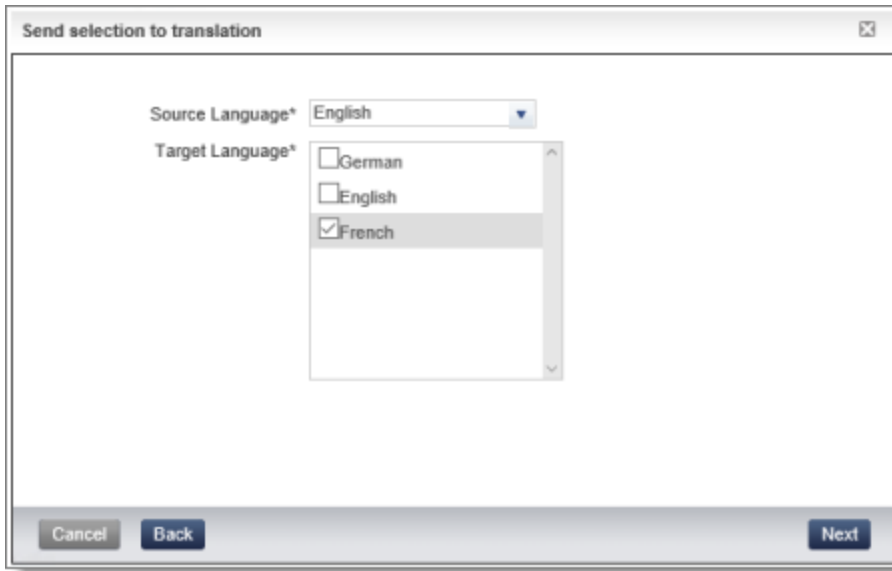 Send selection to translation
Source Language* English
Target Language*
German
English
French
Cancel Back Next